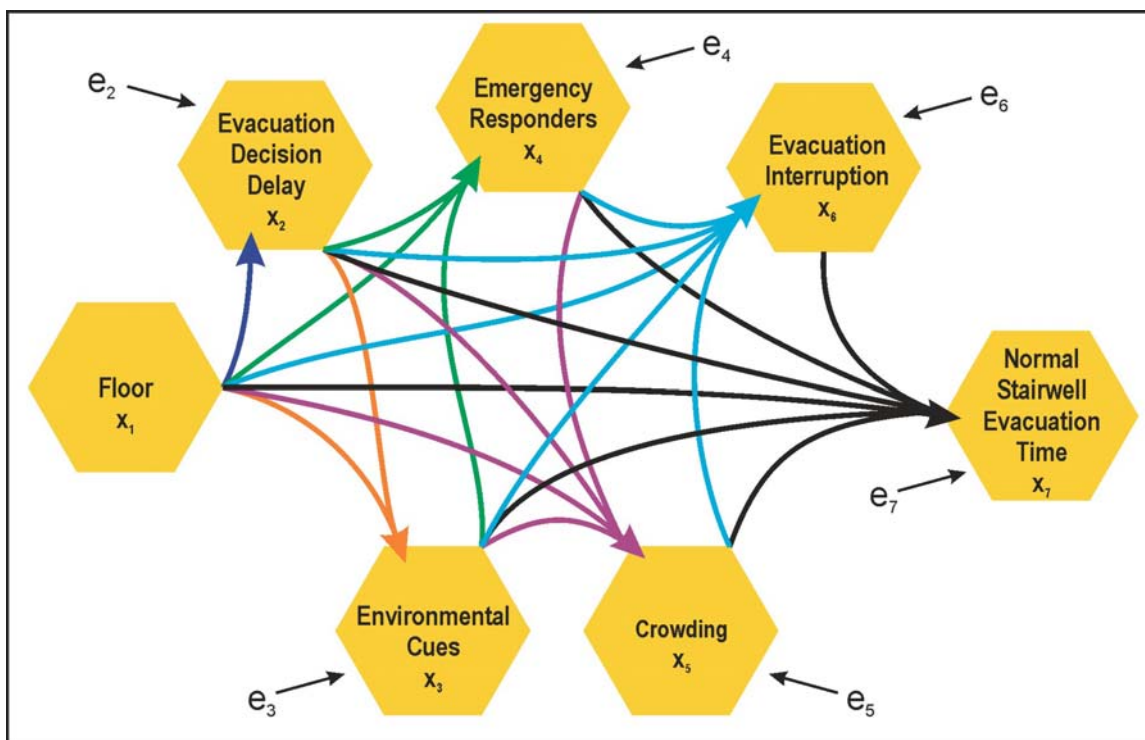 e₂
Evacuation
Decision
Delay
x₂
Emergency
Responders
x₄
e₄
Evacuation
Interruption
x₆
e₆
Floor
x₁
Normal
Stairwell
Evacuation
Time
x₇
e₇
Environmental
Cues
x₃
e₃
Crowding
x₅
e₅